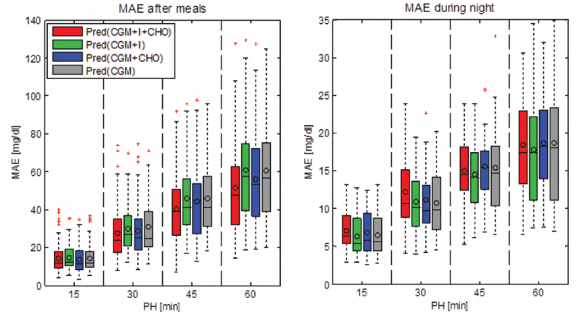 MAE after meals
MAE during night
Pred(CGM+I+CHO)
Pred(CGM+I)
Pred(CGM+CHO)
Pred(CGM)
MAE [mg/dl]
140
120
100
80
60
40
20
0
15
30
45
60
PH [min]
MAE [mg/dl]
35
30
25
20
15
10
5
0
15
30
45
60
PH [min]